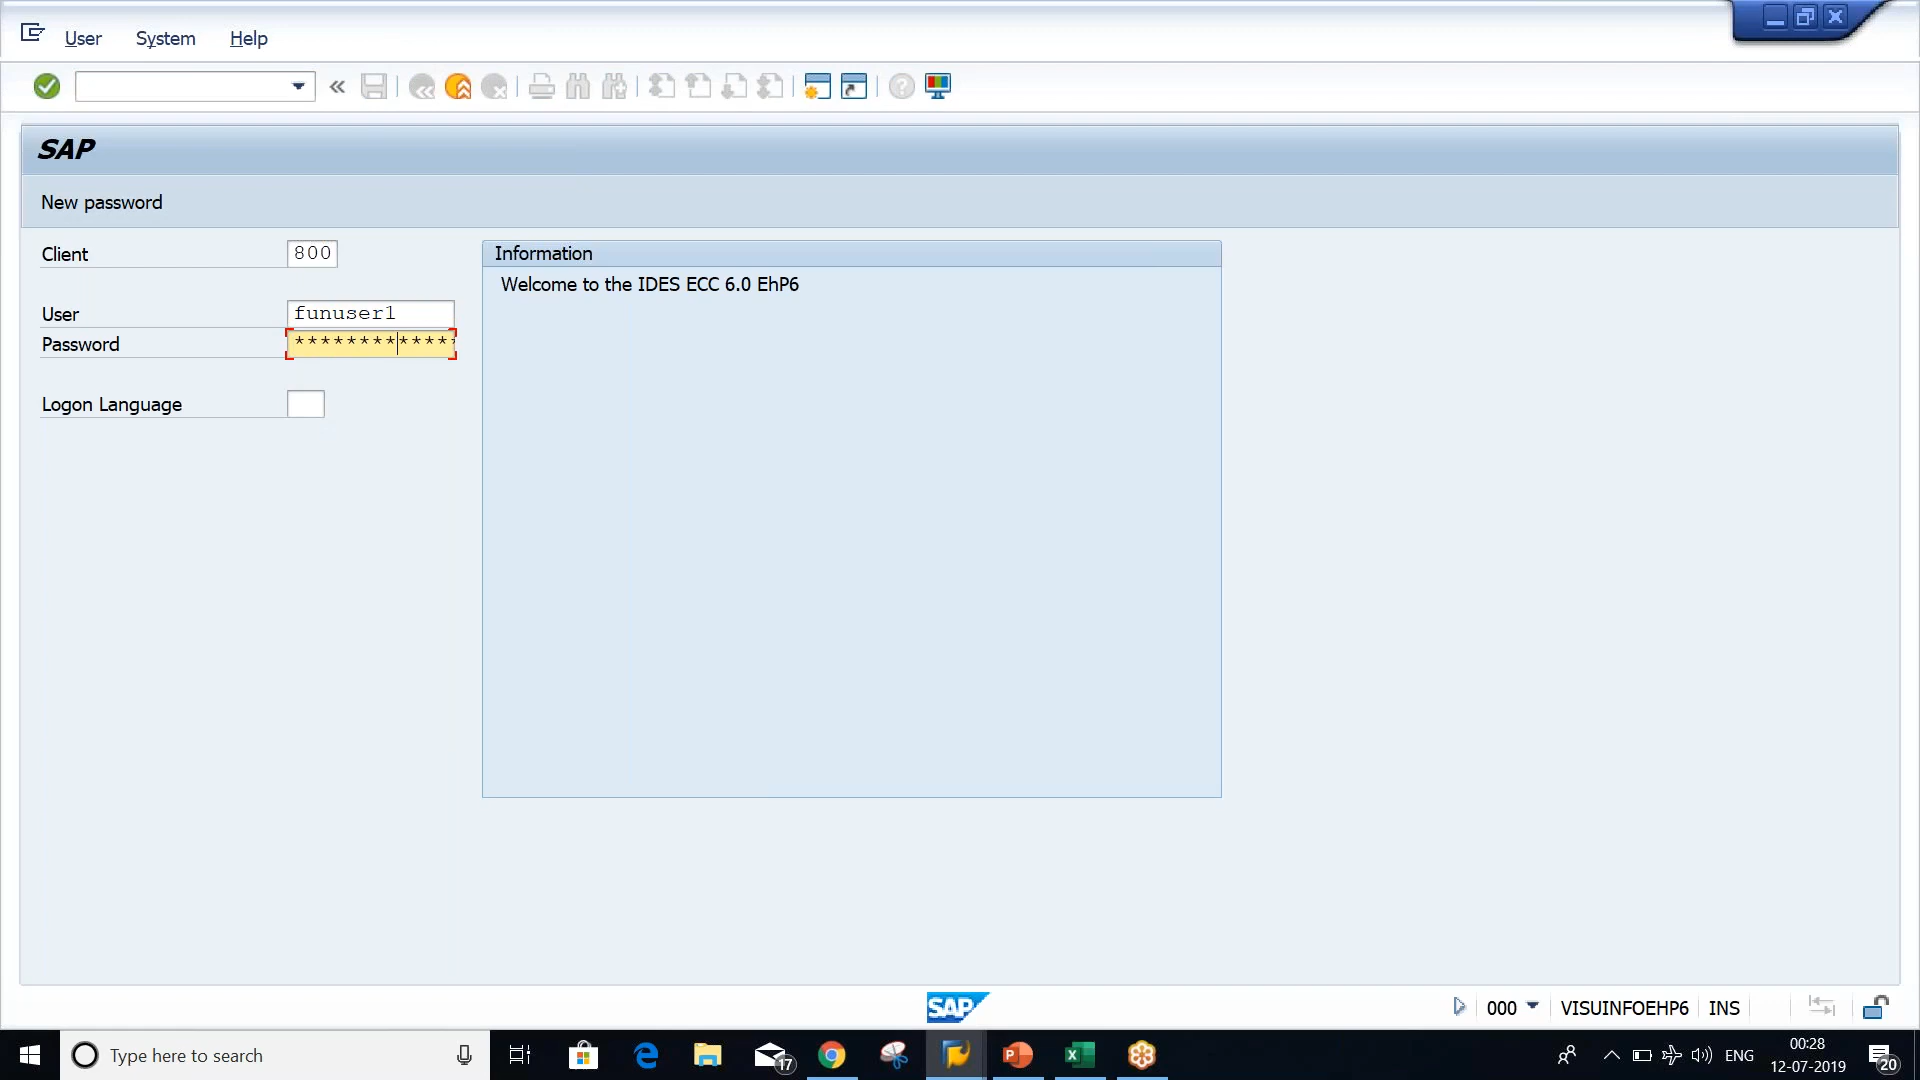 User System Help
SAP
New password
Client 800
Information
Welcome to the IDES ECC 6.0 EhP6
User funuser1
Password *************
Logon Language
SAP
000 VISUINFOEHP6 INS
Type here to search
17
ENG
00:28
12-07-2019
20